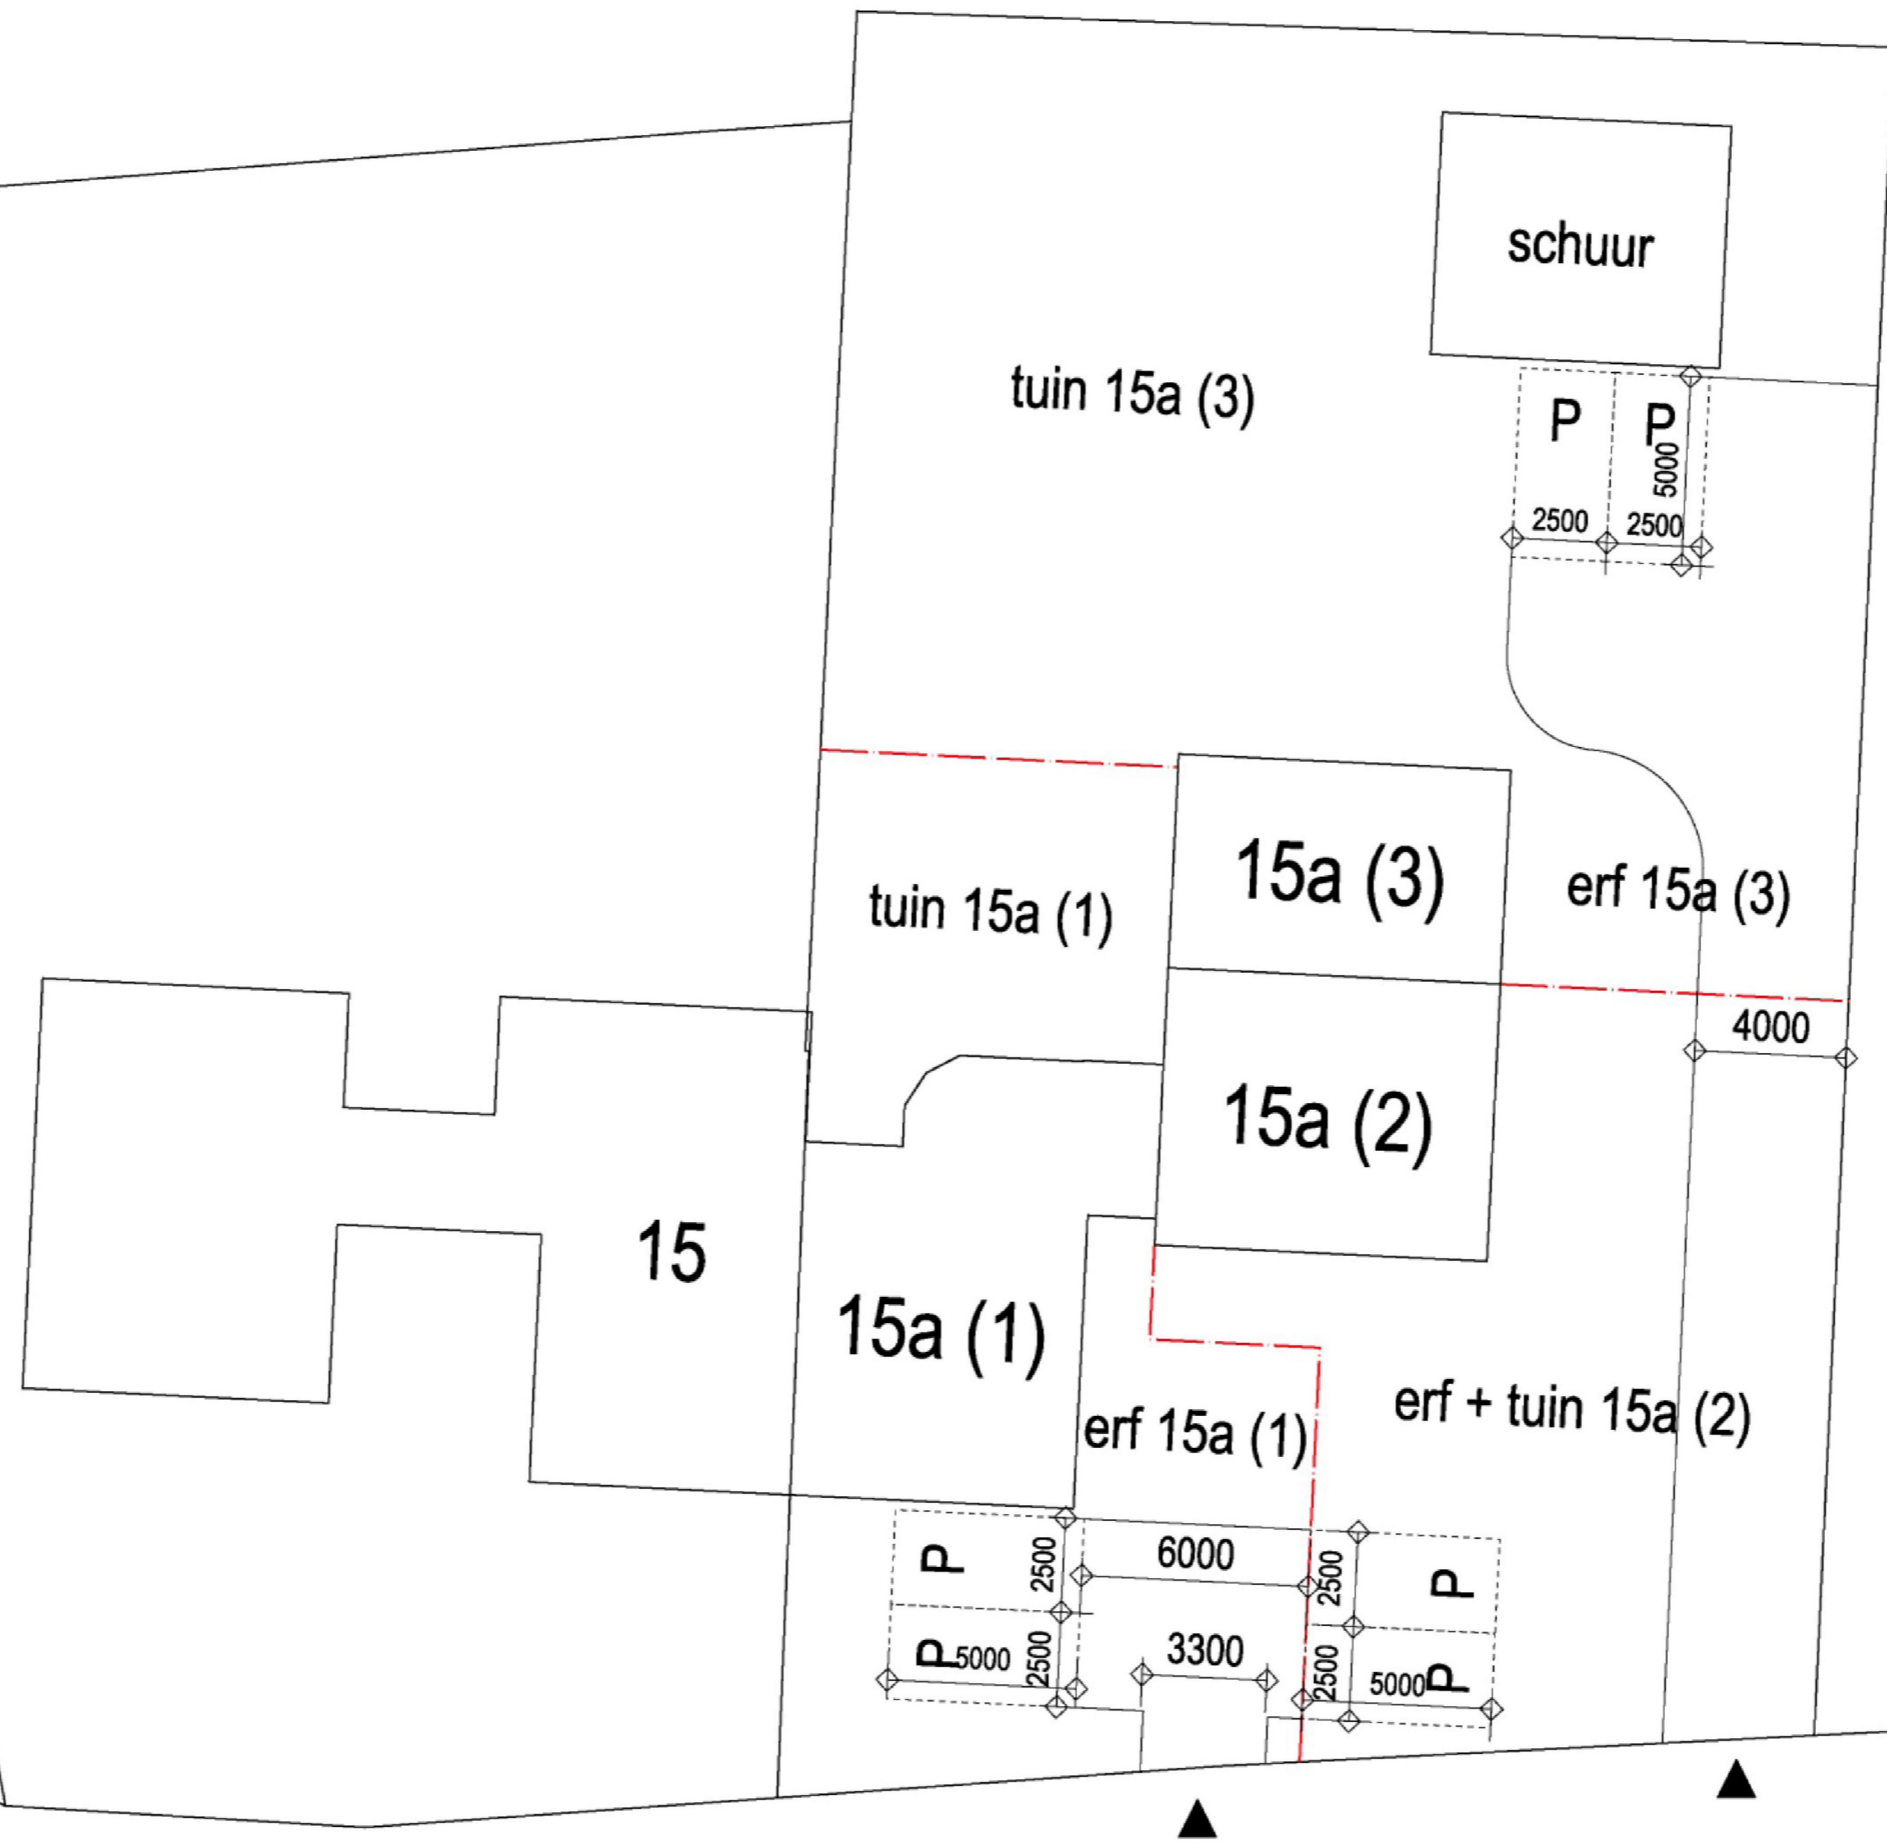 schuur
tuin 15a (3)
P
P
5000
2500
2500
15a (3)
erf 15a (3)
tuin 15a (1)
4000
15a (2)
15
15a (1)
erf + tuin 15a (2)
erf 15a (1)
P
2500
6000
2500
P
P
5000
2500
3300
2500
5000
P